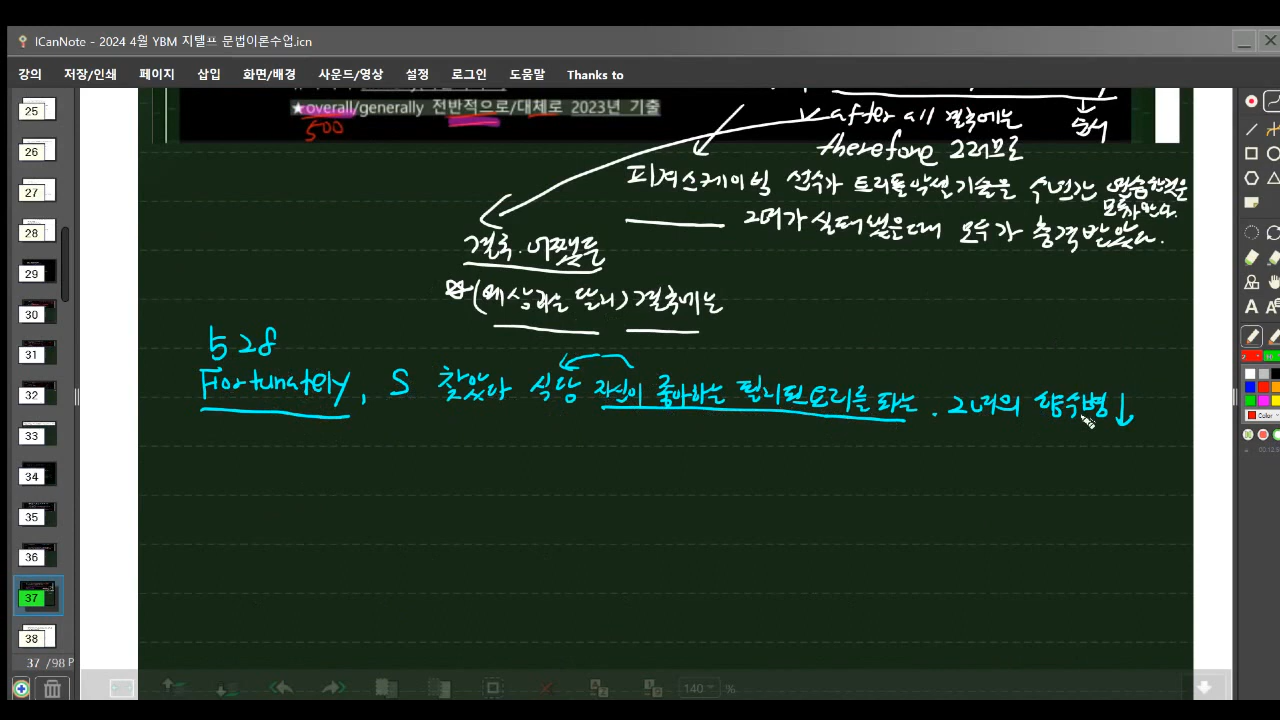 ICanNote - 2024 4월 YBM 지텔프 문법이론수업.icn
강의 저장/인쇄 페이지 삽입 화면/배경 사운드/영상 설정 로그인 도움말 Thanks to
★overall/generally 전반적으로/대체로 2023년 기출
500
after all 결국에는
therefore 그러므로
피겨스케이팅 선수가 트리플악셀기술을 수년간 연습한것은
모두가 안다.
그녀가 실패 했을때 모두가 충격받았다.
결국. 어쨌든
(예상과는 달리) 결국에는
528
Fortunately, S 찾았다 식당 자신이 좋아하는 필리핀요리를 파는. 그녀의 향수병↓
25
26
27
28
29
30
31
32
33
34
35
36
37
38
37 /98 P
140 %
Color